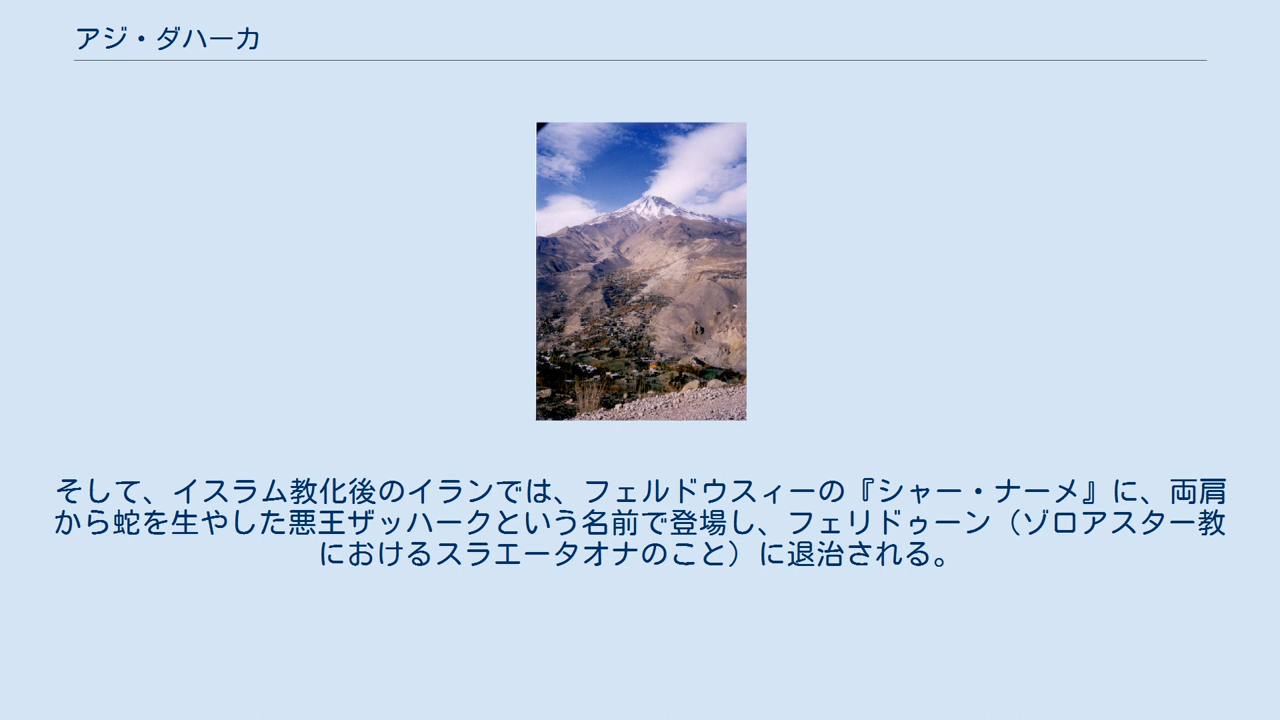 アジ・ダハーカ
そして、イスラム教化後のイランでは、フェルドウスィーの『シャー・ナーメ』に、両肩
から蛇を生やした悪王ザッハークという名前で登場し、フェリドゥーン（ゾロアスター教
におけるスラエータオナのこと）に退治される。